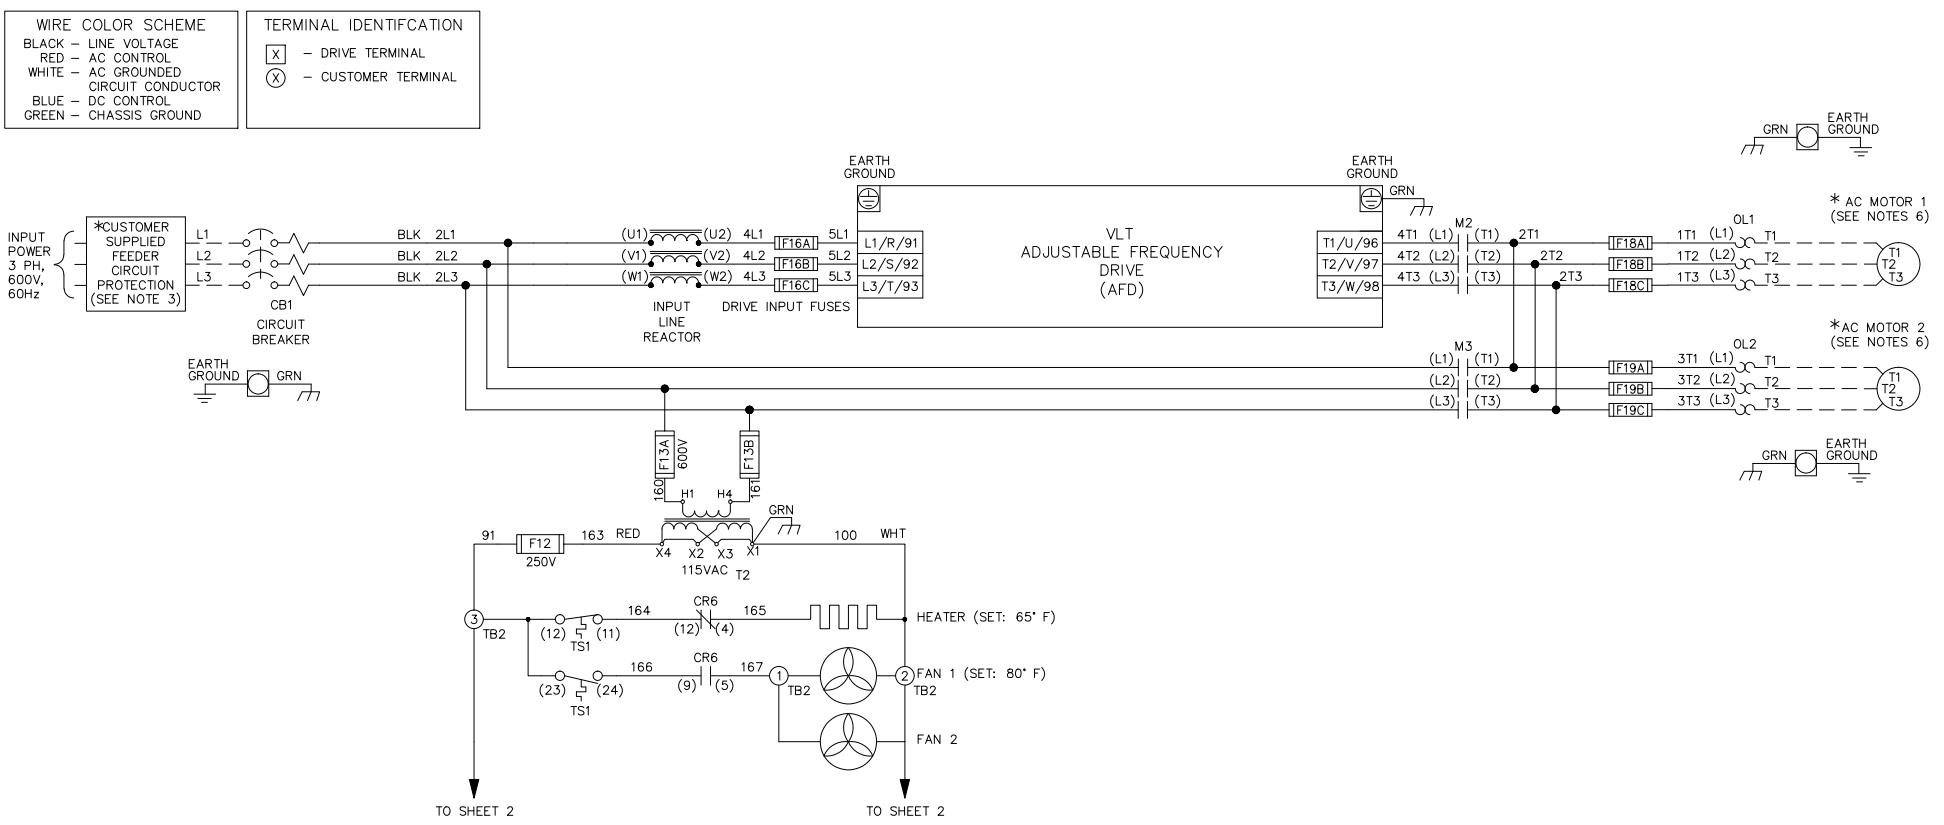 WIRE COLOR SCHEME
BLACK – LINE VOLTAGE
RED – AC CONTROL
WHITE – AC GROUNDED
CIRCUIT CONDUCTOR
BLUE – DC CONTROL
GREEN – CHASSIS GROUND
TERMINAL IDENTIFCATION
X – DRIVE TERMINAL
X – CUSTOMER TERMINAL
INPUT
POWER
3 PH,
600V,
60Hz
*CUSTOMER
SUPPLIED
FEEDER
CIRCUIT
PROTECTION
(SEE NOTE 3)
L1
L2
L3
CB1
CIRCUIT
BREAKER
EARTH
GROUND
GRN
BLK 2L1
BLK 2L2
BLK 2L3
(U1) (U2) 4L1 F16A 5L1
(V1) (V2) 4L2 F16B 5L2
(W1) (W2) 4L3 F16C 5L3
INPUT
LINE
REACTOR
DRIVE INPUT FUSES
EARTH
GROUND
L1/R/91
L2/S/92
L3/T/93
VLT
ADJUSTABLE FREQUENCY
DRIVE
(AFD)
EARTH
GROUND
GRN
T1/U/96
T2/V/97
T3/W/98
M2
4T1 (L1) (T1) 2T1
4T2 (L2) (T2) 2T2
4T3 (L3) (T3) 2T3
F18A
F18B
F18C
OL1
1T1 (L1) T1
1T2 (L2) T2
1T3 (L3) T3
GRN
EARTH
GROUND
* AC MOTOR 1
(SEE NOTES 6)
T1
T2
T3
M3
(L1) (T1)
(L2) (T2)
(L3) (T3)
F19A
F19B
F19C
OL2
3T1 (L1) T1
3T2 (L2) T2
3T3 (L3) T3
*AC MOTOR 2
(SEE NOTES 6)
T1
T2
T3
GRN
EARTH
GROUND
F13A
600V
F13B
160
161
H1 H4
GRN
91 F12 163 RED
250V
X4 X2 X3 X1
115VAC T2
100 WHT
3
TB2
(12) (11)
TS1
164
CR6
(12) (4)
165
HEATER (SET: 65° F)
(23) (24)
TS1
166
CR6
(9) (5)
167
1
TB2
2
TB2
FAN 1 (SET: 80° F)
FAN 2
TO SHEET 2
TO SHEET 2